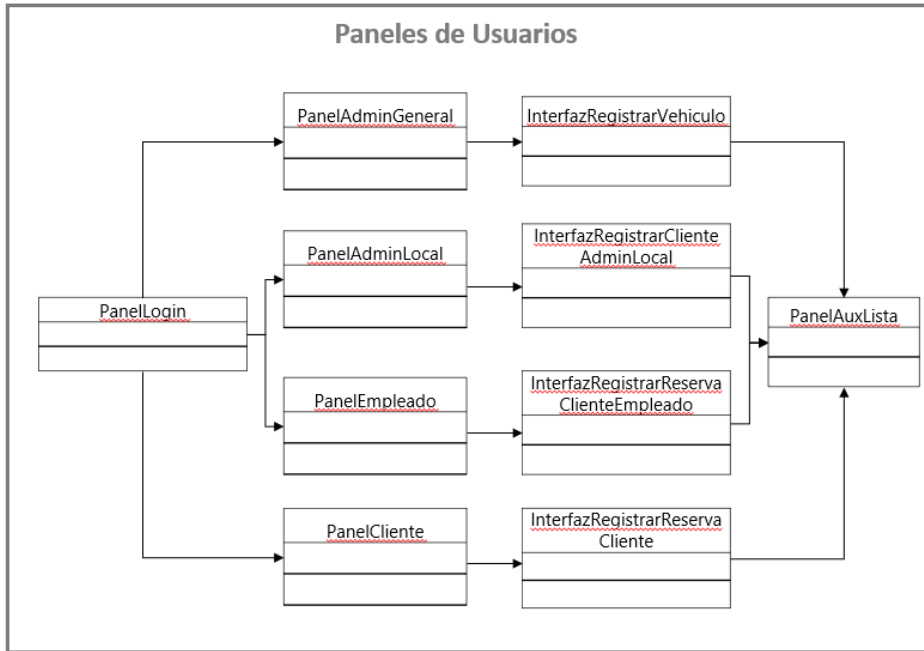 Paneles de Usuarios
PanelAdminGeneral
InterfazRegistrarVehiculo
PanelAdminLocal
InterfazRegistrarCliente
AdminLocal
PanelLogin
PanelAuxLista
PanelEmpleado
InterfazRegistrarReserva
ClienteEmpleado
PanelCliente
InterfazRegistrarReserva
Cliente